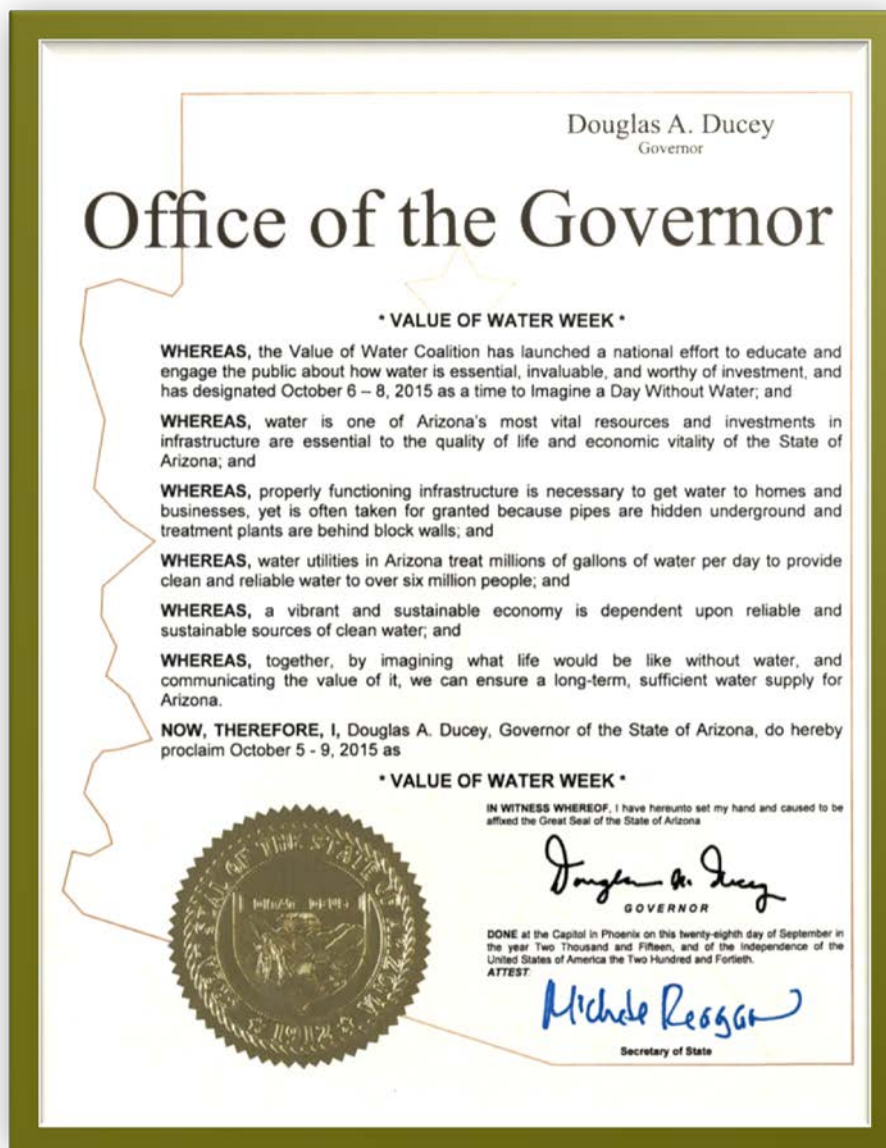 Douglas A. Ducey
Governor
Office of the Governor
* VALUE OF WATER WEEK *
WHEREAS, the Value of Water Coalition has launched a national effort to educate and
engage the public about how water is essential, invaluable, and worthy of investment, and
has designated October 6 – 8, 2015 as a time to Imagine a Day Without Water; and
WHEREAS, water is one of Arizona's most vital resources and investments in
infrastructure are essential to the quality of life and economic vitality of the State of
Arizona; and
WHEREAS, properly functioning infrastructure is necessary to get water to homes and
businesses, yet is often taken for granted because pipes are hidden underground and
treatment plants are behind block walls; and
WHEREAS, water utilities in Arizona treat millions of gallons of water per day to provide
clean and reliable water to over six million people; and
WHEREAS, a vibrant and sustainable economy is dependent upon reliable and
sustainable sources of clean water; and
WHEREAS, together, by imagining what life would be like without water, and
communicating the value of it, we can ensure a long-term, sufficient water supply for
Arizona.
NOW, THEREFORE, I, Douglas A. Ducey, Governor of the State of Arizona, do hereby
proclaim October 5 - 9, 2015 as
* VALUE OF WATER WEEK *
IN WITNESS WHEREOF, I have hereunto set my hand and caused to be
affixed the Great Seal of the State of Arizona
Douglas A. Ducey
GOVERNOR
DONE at the Capitol in Phoenix on this twenty-eighth day of September in
the year Two Thousand and Fifteen, and of the Independence of the
United States of America the Two Hundred and Fortieth.
ATTEST:
Michele Reagan
Secretary of State
SEAL OF THE STATE OF ARIZONA
1912